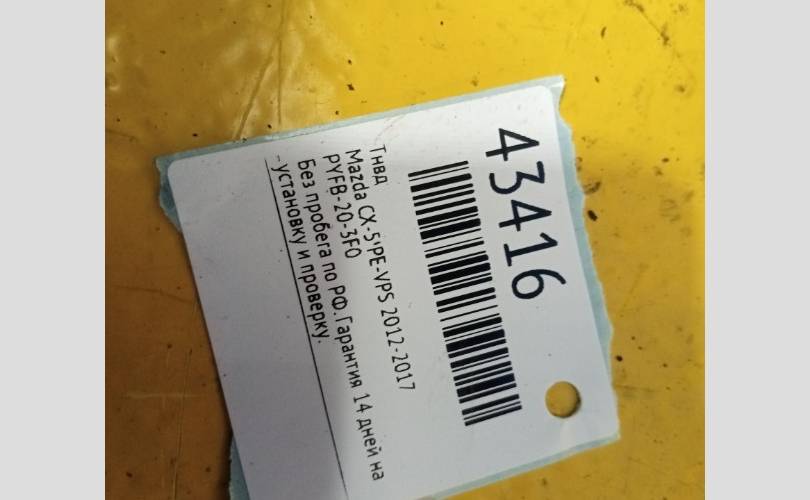 43416
Тнвд
Mazda CX-5 PE-VPS 2012-2017
PYFB-20-3F0
Без пробега по РФ.Гарантия 14 дней на
-установку и проверку.